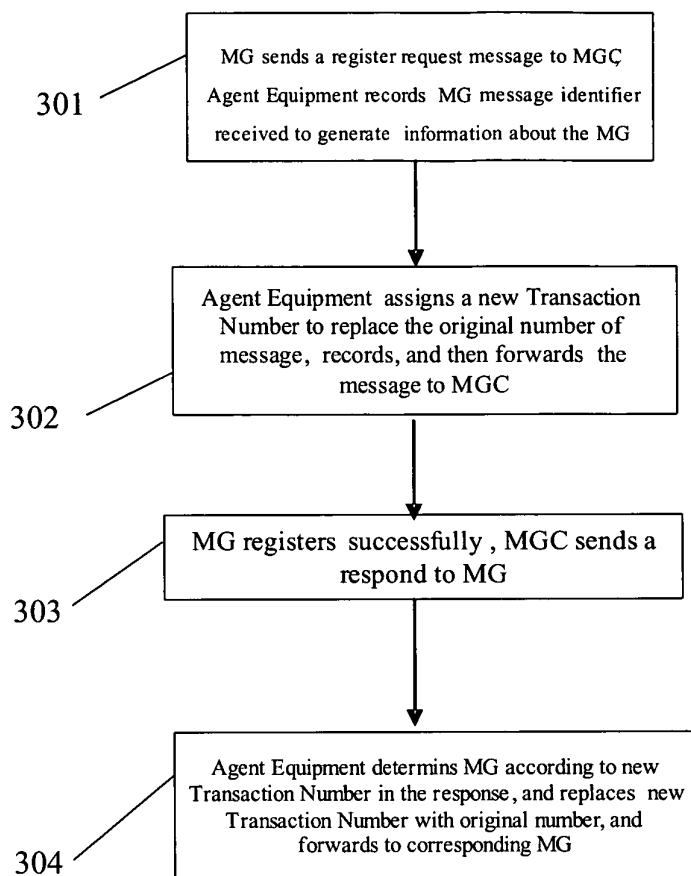 301
MG sends a register request message to MGÇ
Agent Equipment records MG message identifier
received to generate information about the MG
302
Agent Equipment assigns a new Transaction
Number to replace the original number of
message, records, and then forwards the
message to MGC
303
MG registers successfully , MGC sends a
respond to MG
304
Agent Equipment determins MG according to new
Transaction Number in the response, and replaces new
Transaction Number with original number, and
forwards to corresponding MG